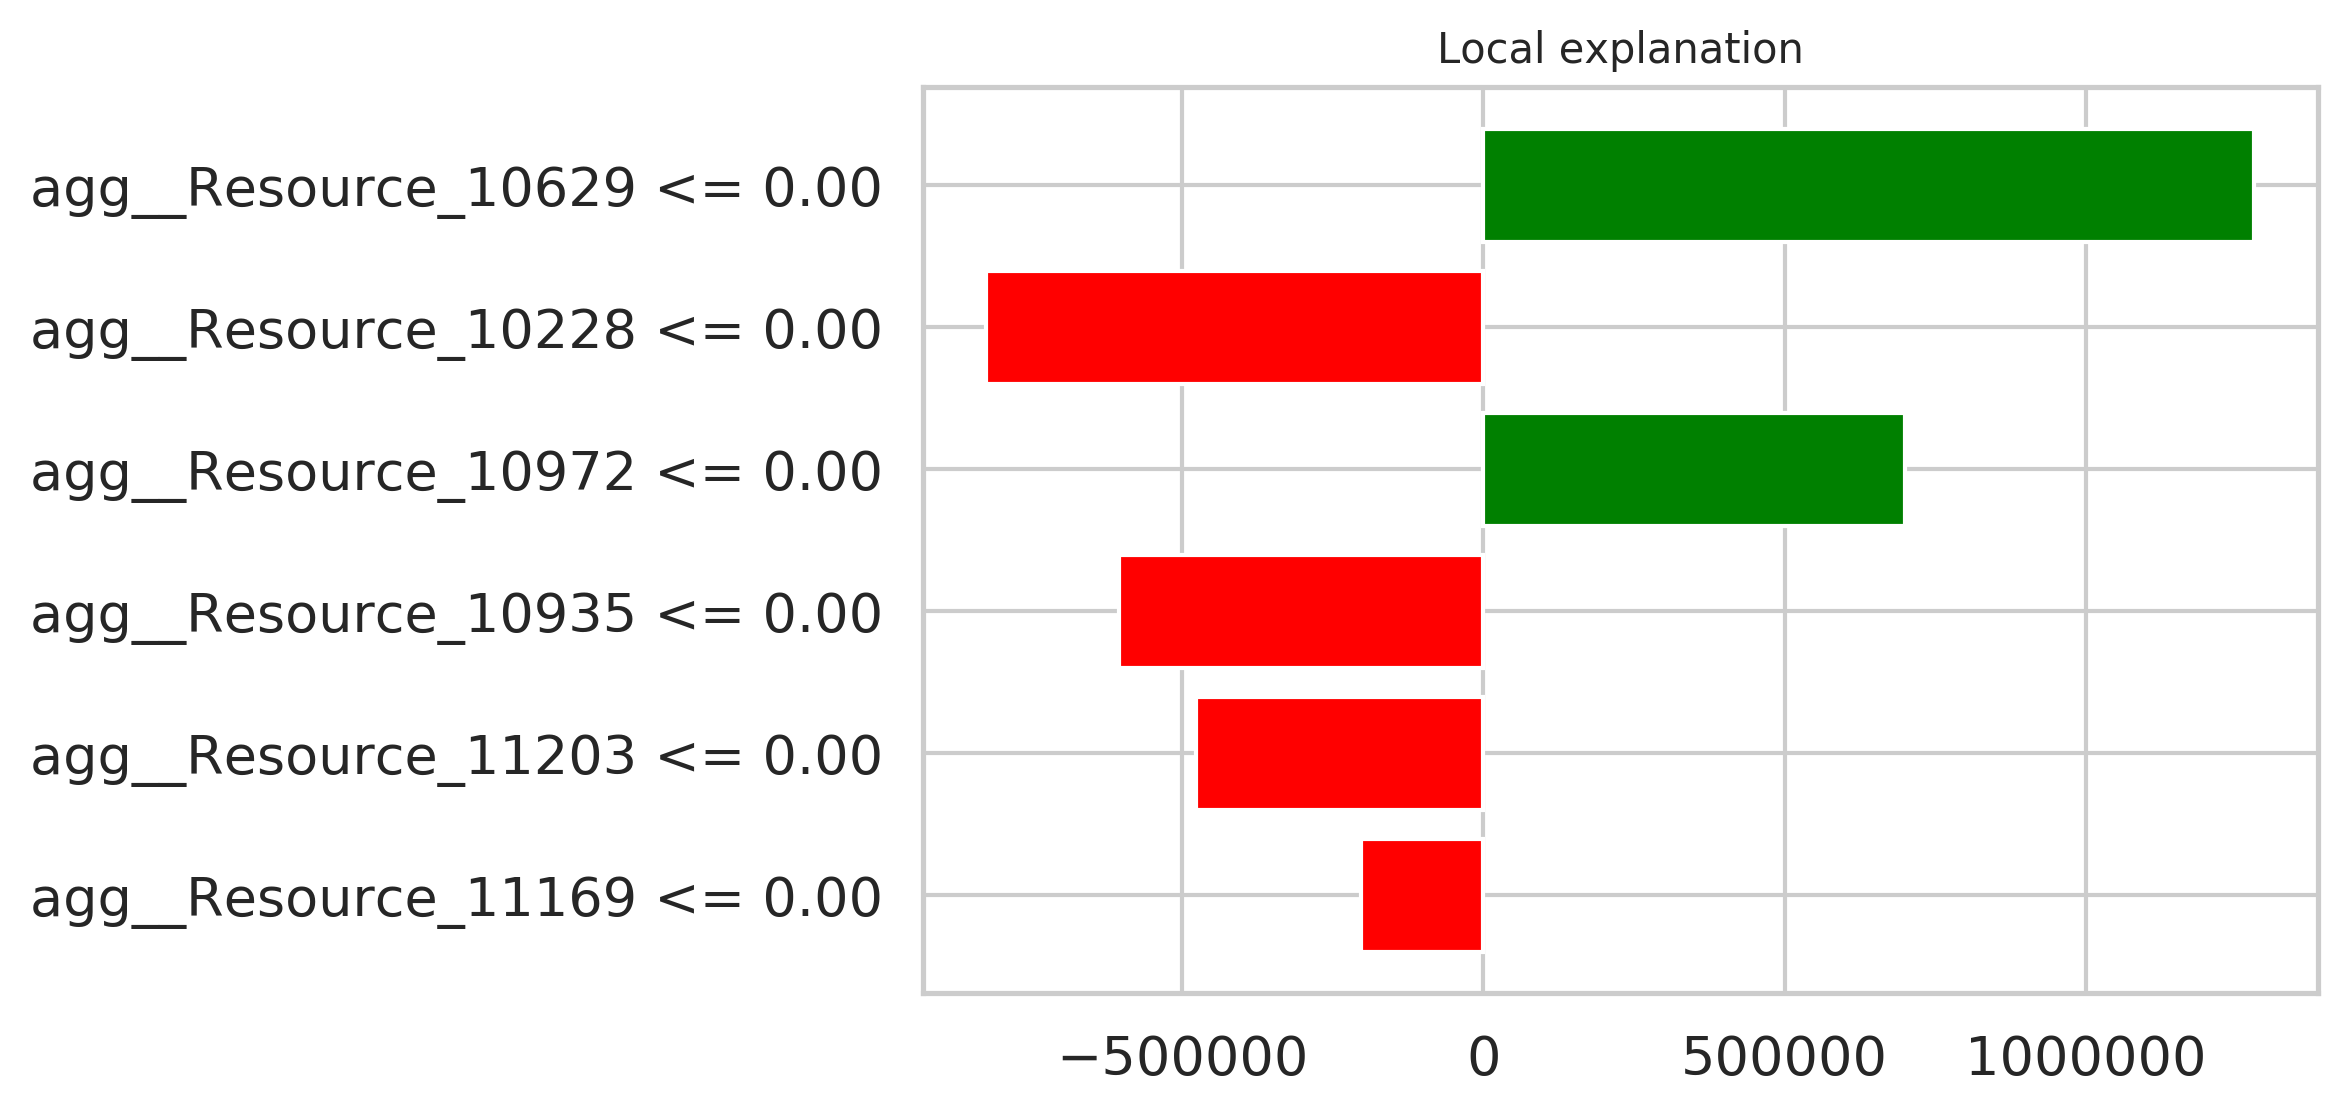 Local explanation
agg__Resource_10629 <= 0.00
agg__Resource_10228 <= 0.00
agg__Resource_10972 <= 0.00
agg__Resource_10935 <= 0.00
agg__Resource_11203 <= 0.00
agg__Resource_11169 <= 0.00
−500000 0 500000 1000000